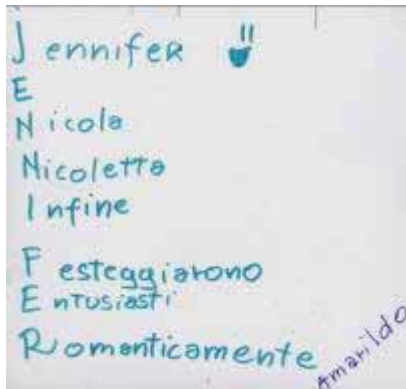 Jennifer
E
Nicola
Nicoletta
Infine
Festeggiarono
Entusiasti
Romanticamente
Amarildo